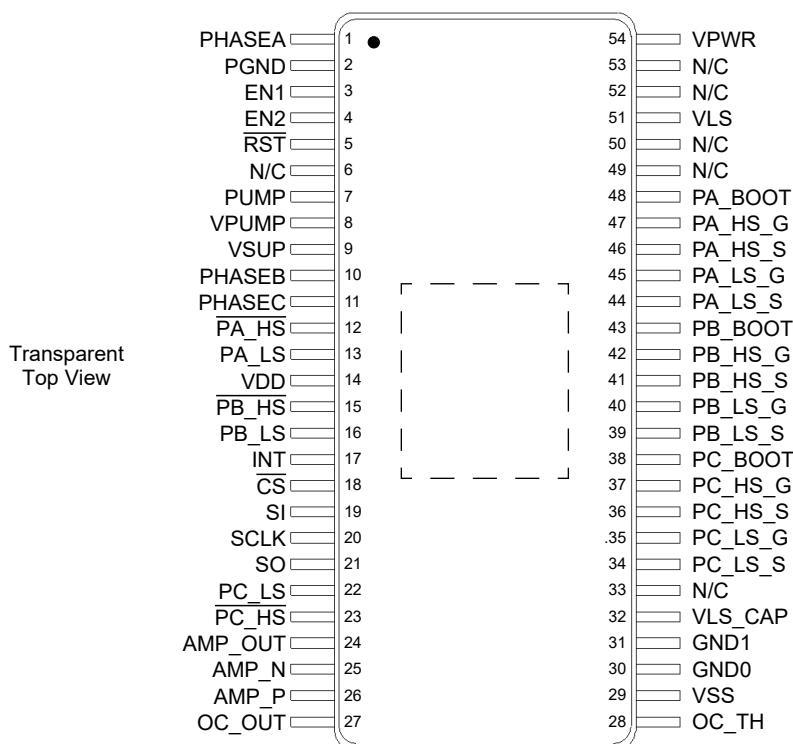 PHASEA 1 54 VPWR
PGND 2 53 N/C
EN1 3 52 N/C
EN2 4 51 VLS
RST 5 50 N/C
N/C 6 49 N/C
PUMP 7 48 PA_BOOT
VPUMP 8 47 PA_HS_G
VSUP 9 46 PA_HS_S
PHASEB 10 45 PA_LS_G
PHASEC 11 44 PA_LS_S
PA_HS 12 43 PB_BOOT
Transparent
Top View
PA_LS 13 42 PB_HS_G
VDD 14 41 PB_HS_S
PB_HS 15 40 PB_LS_G
PB_LS 16 39 PB_LS_S
INT 17 38 PC_BOOT
CS 18 37 PC_HS_G
SI 19 36 PC_HS_S
SCLK 20 .35 PC_LS_G
SO 21 34 PC_LS_S
PC_LS 22 33 N/C
PC_HS 23 32 VLS_CAP
AMP_OUT 24 31 GND1
AMP_N 25 30 GND0
AMP_P 26 29 VSS
OC_OUT 27 28 OC_TH